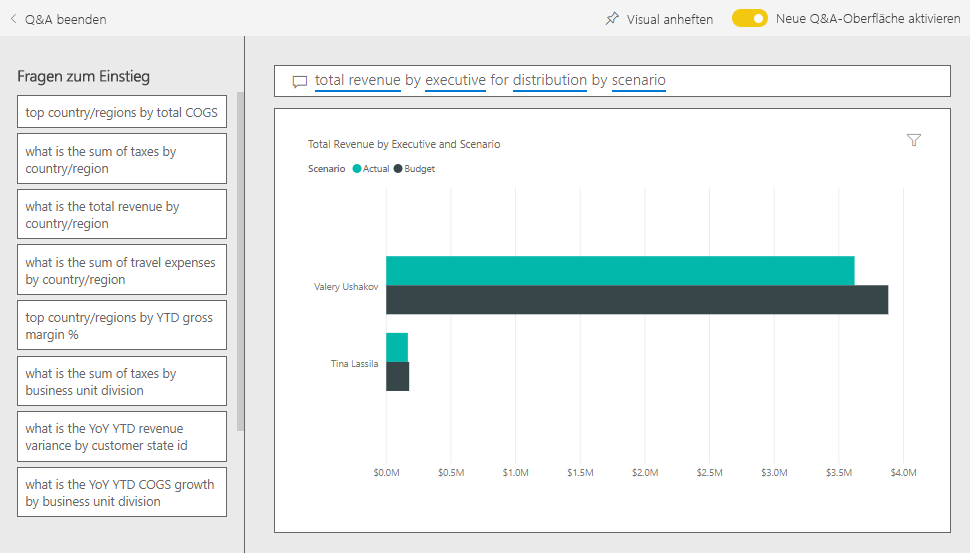 Q&A beenden
Visual anheften
Neue Q&A-Oberfläche aktivieren
Fragen zum Einstieg
top country/regions by total COGS
what is the sum of taxes by
country/region
what is the total revenue by
country/region
what is the sum of travel expenses
by country/region
top country/regions by YTD gross
margin %
what is the sum of taxes by
business unit division
what is the YoY YTD revenue
variance by customer state id
what is the YoY YTD COGS growth
by business unit division
total revenue by executive for distribution by scenario
Total Revenue by Executive and Scenario
Scenario Actual Budget
Valery Ushakov
Tina Lassila
$0.0M $0.5M $1.0M $1.5M $2.0M $2.5M $3.0M $3.5M $4.0M